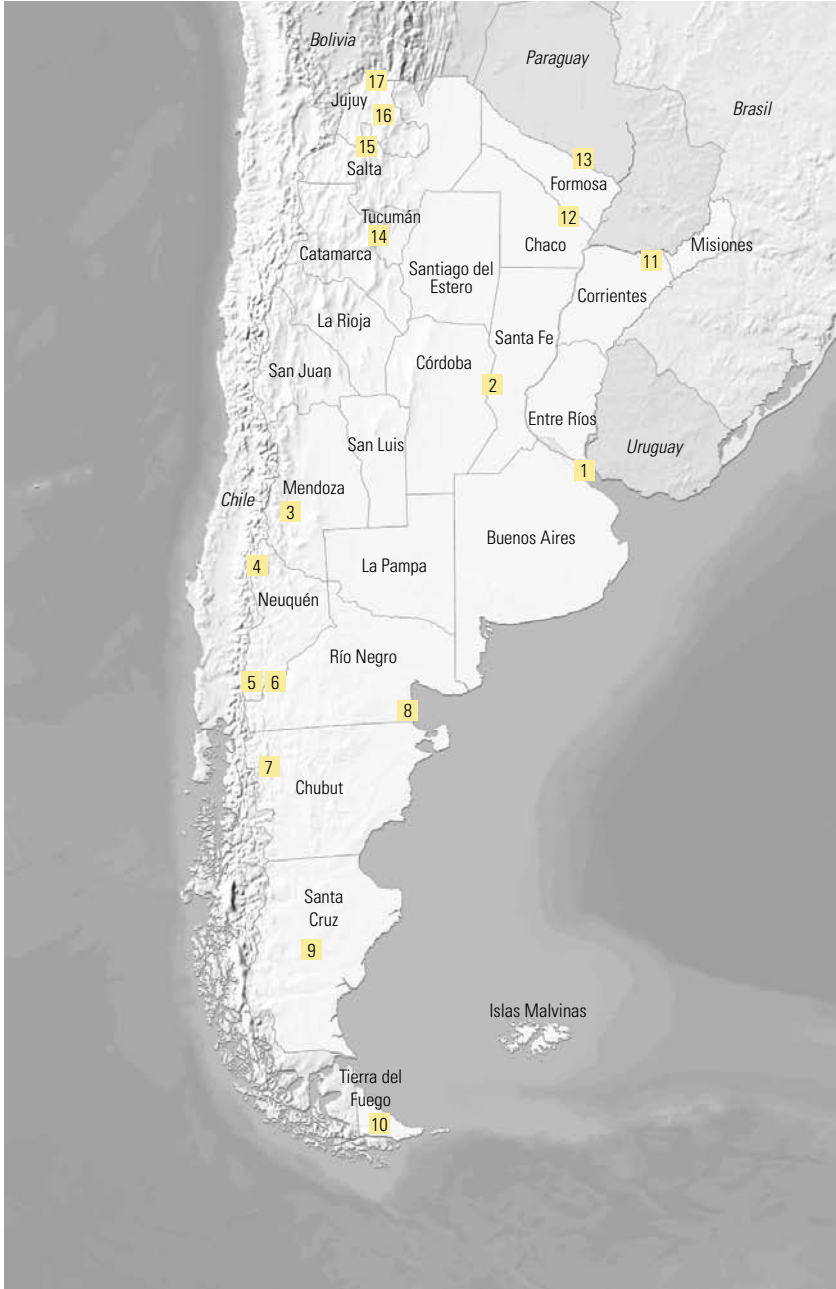 Bolivia
Paraguay
17
Jujuy
Brasil
16
15
13
Salta
Formosa
12
Tucumán
14
Chaco
Misiones
Catamarca
11
Santiago del
Estero
Corrientes
La Rioja
Santa Fe
Córdoba
San Juan
2
Entre Ríos
San Luis
Uruguay
1
Mendoza
Chile
3
Buenos Aires
4
La Pampa
Neuquén
Río Negro
5
6
8
7
Chubut
Santa
Cruz
9
Islas Malvinas
Tierra del
Fuego
10